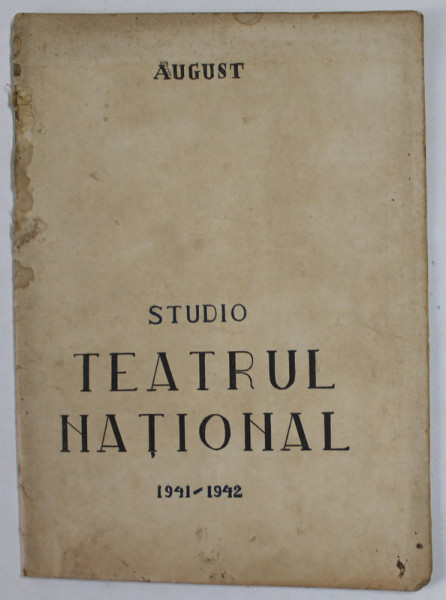 AUGUST
STUDIO
TEATRUL
NAȚIONAL
1941-1942